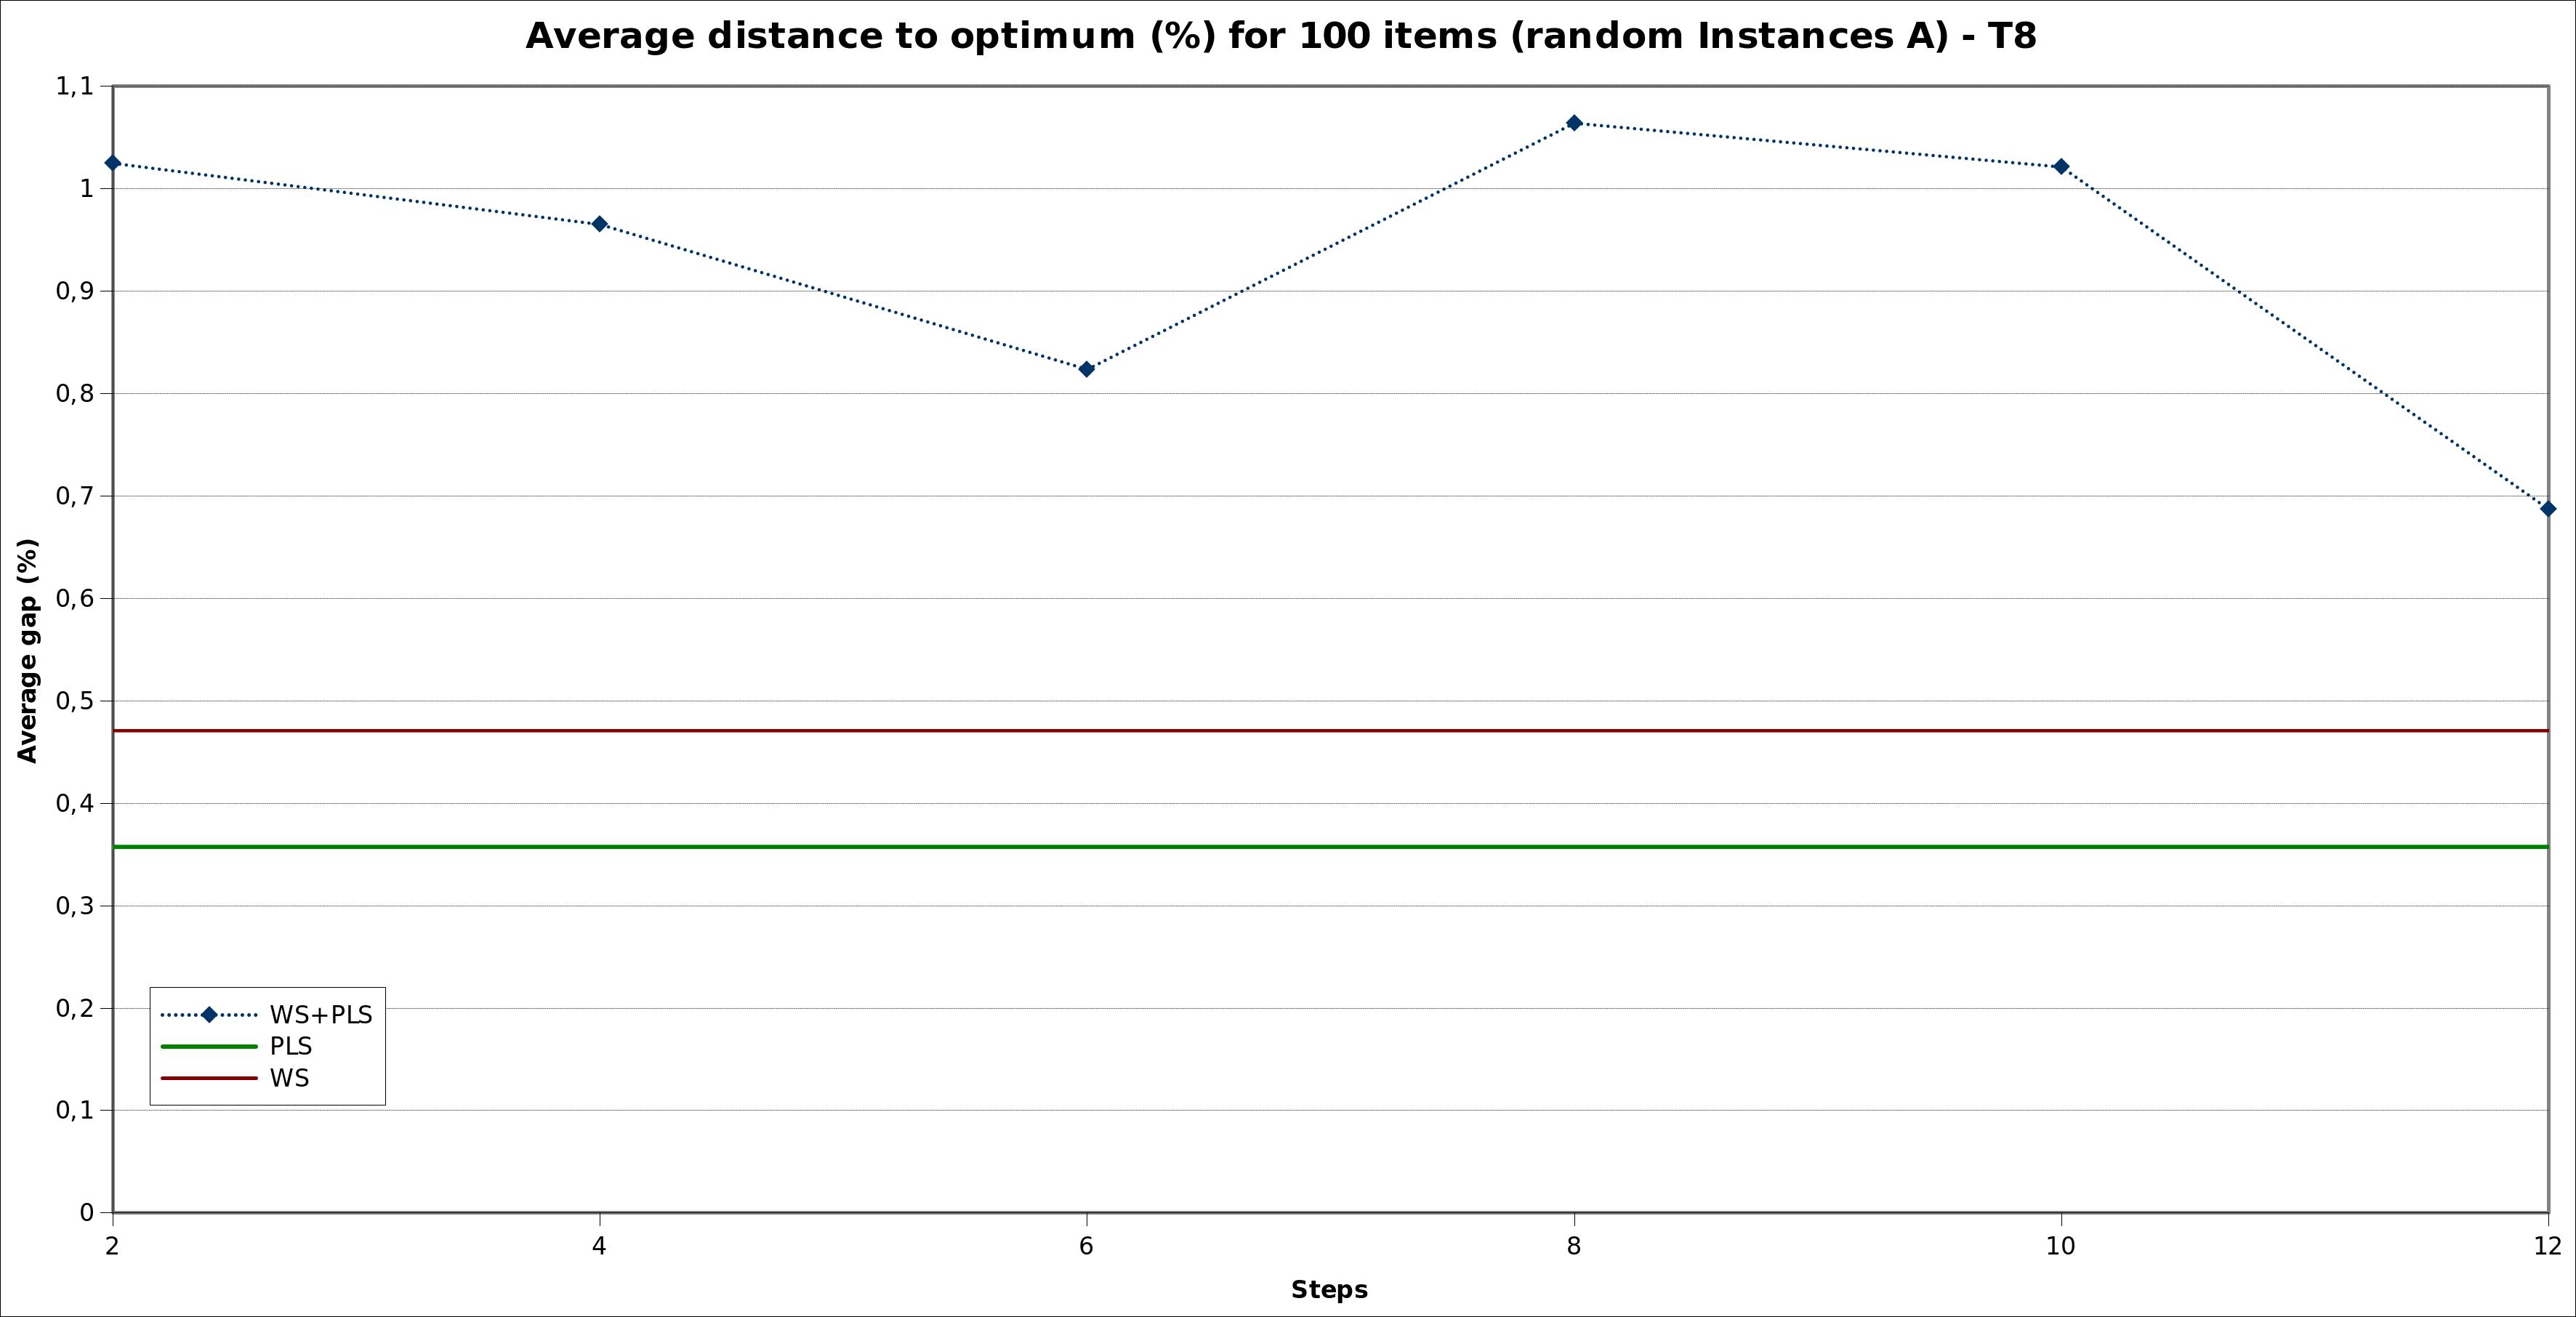 Average distance to optimum (%) for 100 items (random Instances A) - T8
1,1
1
0,9
0,8
0,7
0,6
0,5
0,4
0,3
0,2
0,1
0
Average gap (%)
WS+PLS
PLS
WS
2 4 6 8 10 12
Steps